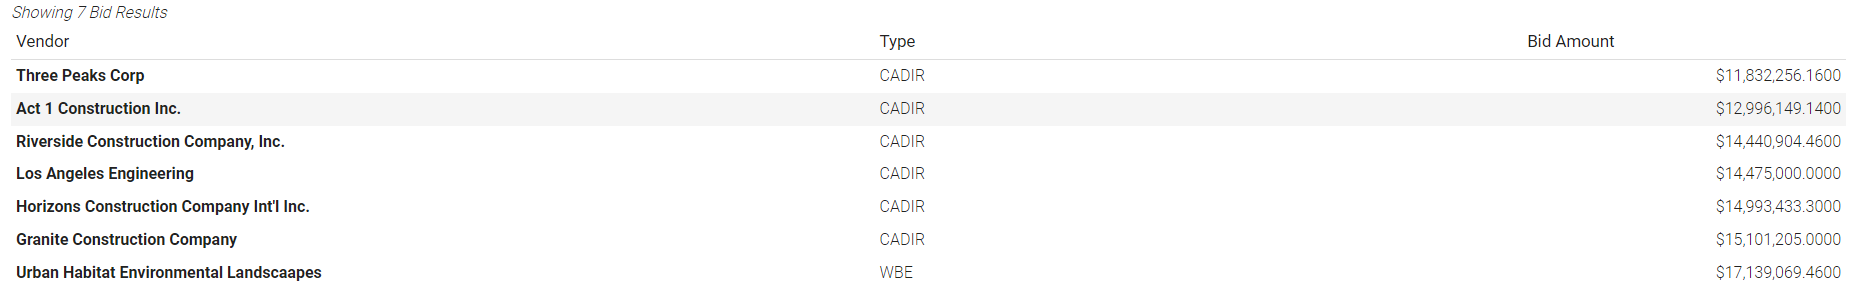 Showing 7 Bid Results
Vendor Type Bid Amount
Three Peaks Corp CADIR $11,832,256.1600
Act 1 Construction Inc. CADIR $12,996,149.1400
Riverside Construction Company, Inc. CADIR $14,440,904.4600
Los Angeles Engineering CADIR $14,475,000.0000
Horizons Construction Company Int'l Inc. CADIR $14,993,433.3000
Granite Construction Company CADIR $15,101,205.0000
Urban Habitat Environmental Landscaapes WBE $17,139,069.4600